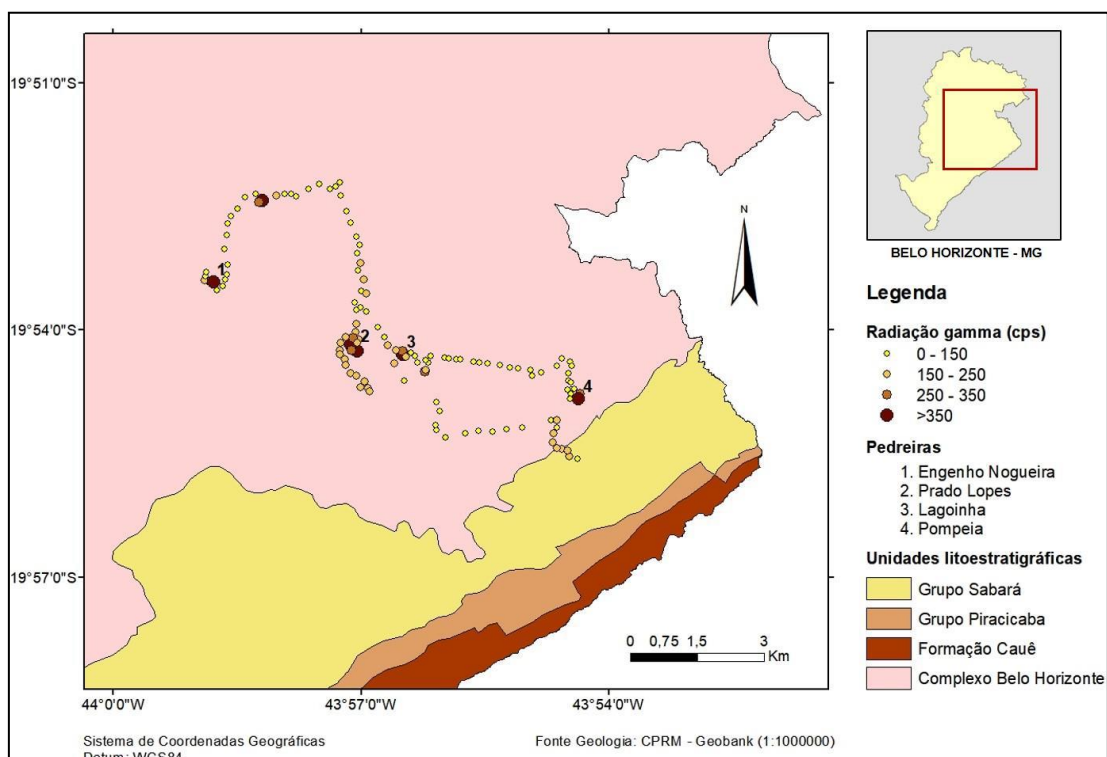 19°51'0"S
19°54'0"S
19°57'0"S
44°0'0"W
43°57'0"W
43°54'0"W
1
2
3
4
N
0 0,75 1,5 3
Km
Sistema de Coordenadas Geográficas
Datum: WGS84
Fonte Geologia: CPRM - Geobank (1:1000000)
BELO HORIZONTE - MG
Legenda
Radiação gamma (cps)
0 - 150
150 - 250
250 - 350
>350
Pedreiras
1. Engenho Nogueira
2. Prado Lopes
3. Lagoinha
4. Pompeia
Unidades litoestratigráficas
Grupo Sabará
Grupo Piracicaba
Formação Cauê
Complexo Belo Horizonte